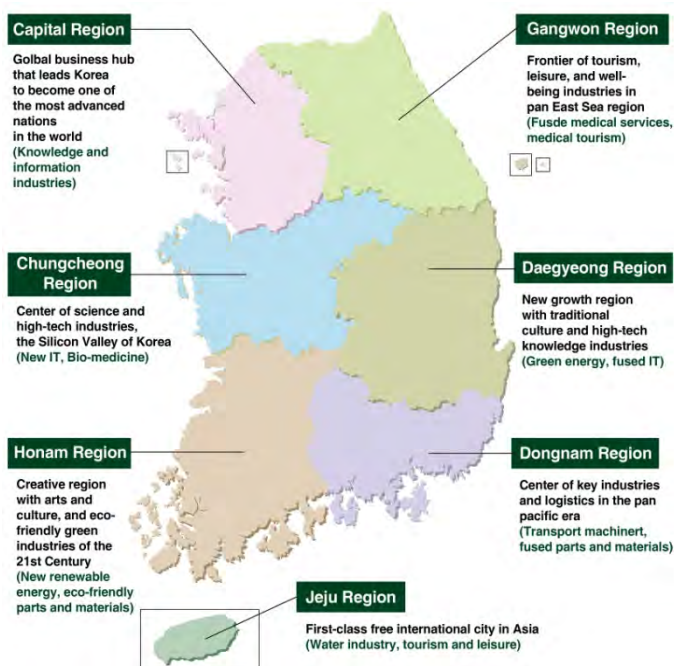 Capital Region
Golbal business hub
that leads Korea
to become one of
the most advanced
nations
in the world
(Knowledge and
information
industries)
Gangwon Region
Frontier of tourism,
leisure, and well-
being industries in
pan East Sea region
(Fusde medical services,
medical tourism)
Chungcheong
Region
Center of science and
high-tech industries,
the Silicon Valley of Korea
(New IT, Bio-medicine)
Daegyeong Region
New growth region
with traditional
culture and high-tech
knowledge industries
(Green energy, fused IT)
Honam Region
Creative region
with arts and
culture, and eco-
friendly green
industries of the
21st Century
(New renewable
energy, eco-friendly
parts and materials)
Dongnam Region
Center of key industries
and logistics in the pan
pacific era
(Transport machinert,
fused parts and materials)
Jeju Region
First-class free international city in Asia
(Water industry, tourism and leisure)